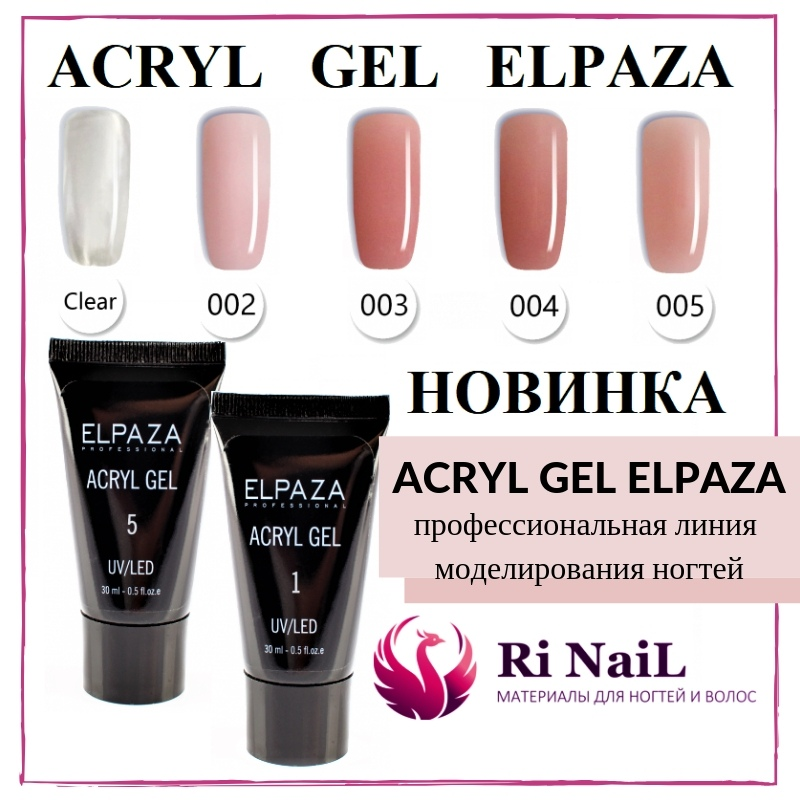 ACRYL GEL ELPAZA
Clear 002 003 004 005
НОВИНКА
ACRYL GEL ELPAZA
профессиональная линия
моделирования ногтей
ELPAZA
PROFESSIONAL
ACRYL GEL
5
UV/LED
30 ml - 0.5 fl.oz.e
ELPAZA
PROFESSIONAL
ACRYL GEL
1
UV/LED
30 ml - 0.5 fl.oz.e
Ri NaiL
МАТЕРИАЛЫ ДЛЯ НОГТЕЙ И ВОЛОС